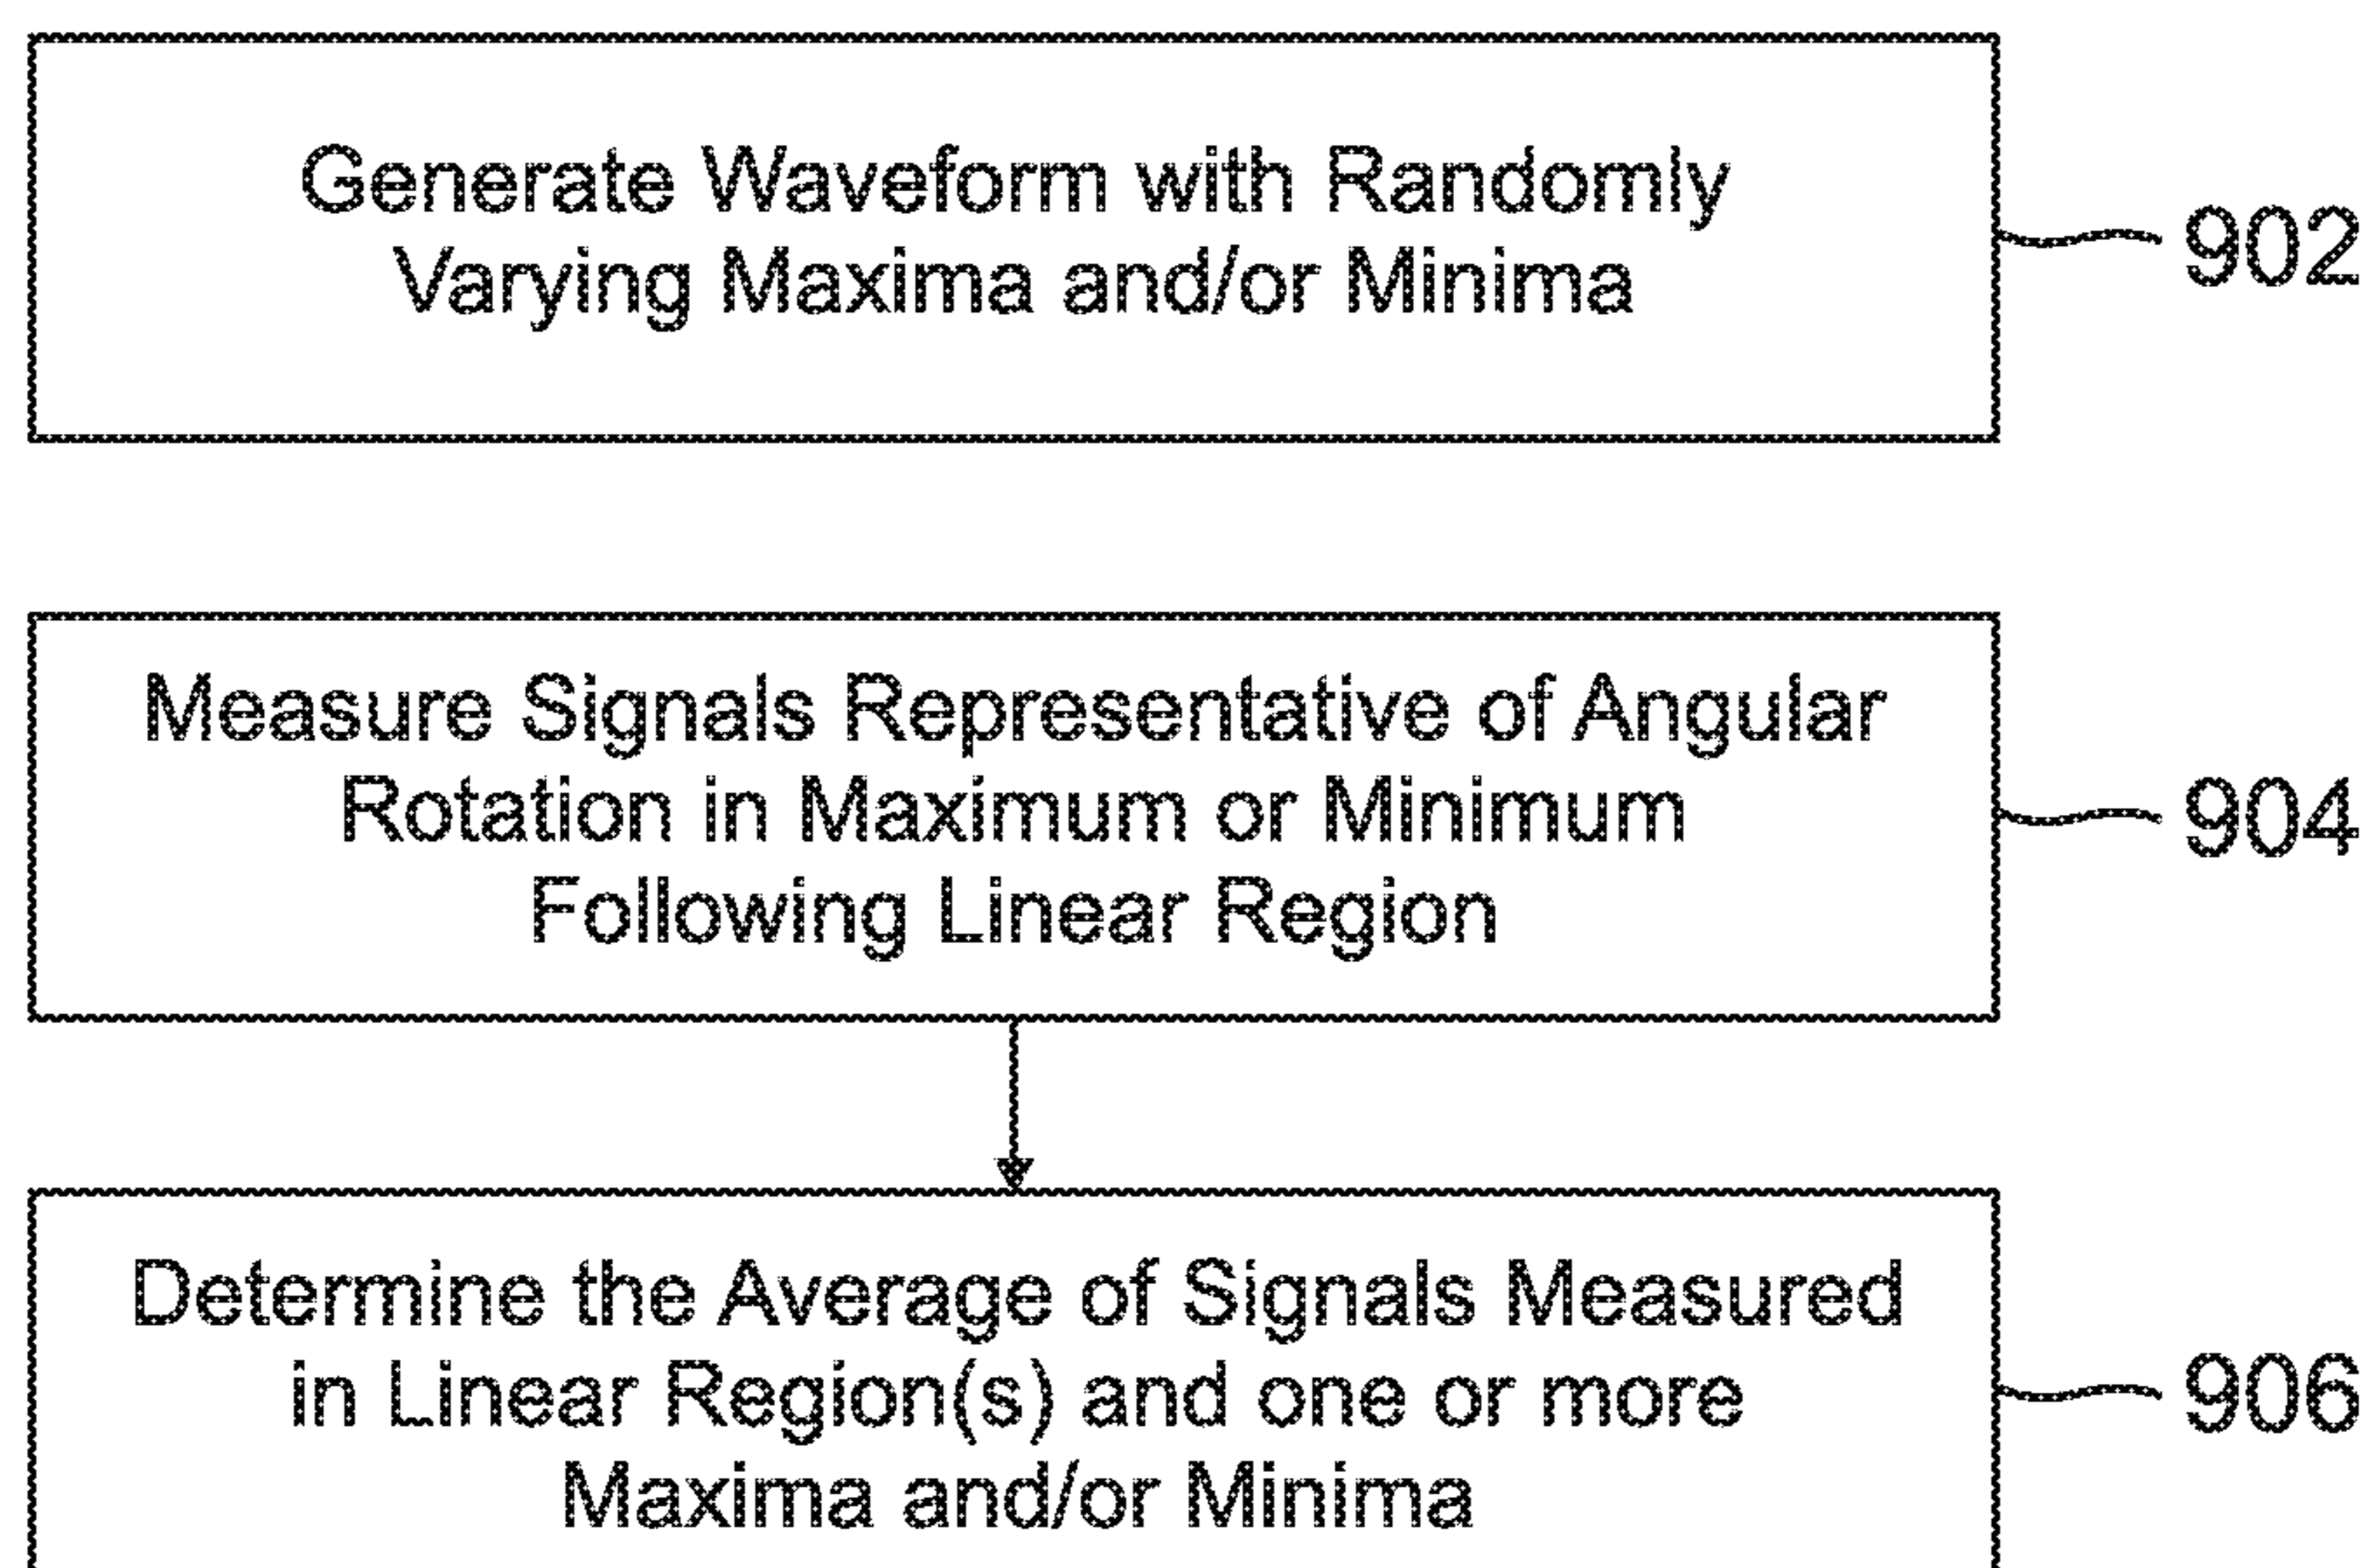 Generate Waveform with Randomly
Varying Maxima and/or Minima
902
Measure Signals Representative of Angular
Rotation in Maximum or Minimum
Following Linear Region
904
Determine the Average of Signals Measured
in Linear Region(s) and one or more
Maxima and/or Minima
906